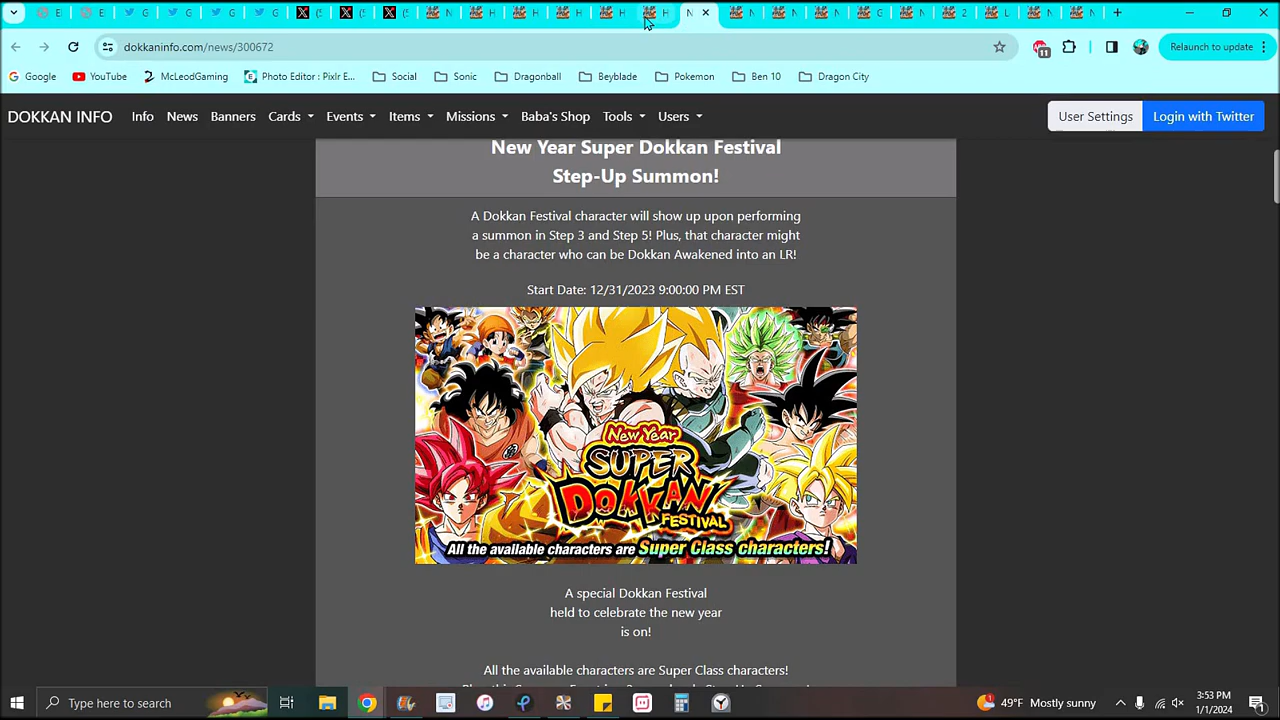 dokkaninfo.com/news/300672
11
Relaunch to update
Google
YouTube
McLeodGaming
Photo Editor : Pixlr E...
Social
Sonic
Dragonball
Beyblade
Pokemon
Ben 10
Dragon City
DOKKAN INFO
Info
News
Banners
Cards
Events
Items
Missions
Baba's Shop
Tools
Users
User Settings
Login with Twitter
New Year Super Dokkan Festival
Step-Up Summon!
A Dokkan Festival character will show up upon performing
a summon in Step 3 and Step 5! Plus, that character might
be a character who can be Dokkan Awakened into an LR!
Start Date: 12/31/2023 9:00:00 PM EST
New Year
SUPER
DOKKAN
FESTIVAL
All the available characters are Super Class characters!
A special Dokkan Festival
held to celebrate the new year
is on!
All the available characters are Super Class characters!
Type here to search
49°F Mostly sunny
3:53 PM
1/1/2024